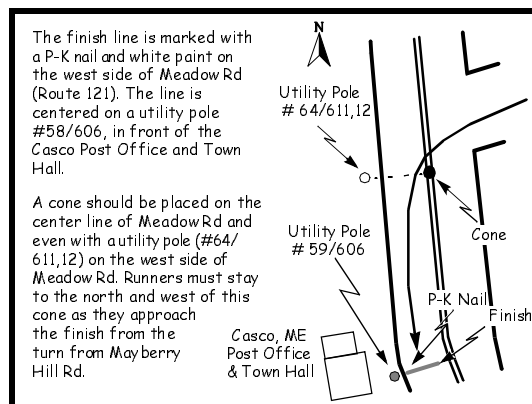 The finish line is marked with
a P-K nail and white paint on
the west side of Meadow Rd
(Route 121). The line is
centered on a utility pole
#58/606, in front of the
Casco Post Office and Town
Hall.
A cone should be placed on the
center line of Meadow Rd and
even with a utility pole (#64/
611,12) on the west side of
Meadow Rd. Runners must stay
to the north and west of this
cone as they approach
the finish from the
turn from Mayberry
Hill Rd.
N
Utility Pole
# 64/611,12
Cone
Utility Pole
# 59/606
P-K Nail
Finish
Casco, ME
Post Office
& Town Hall